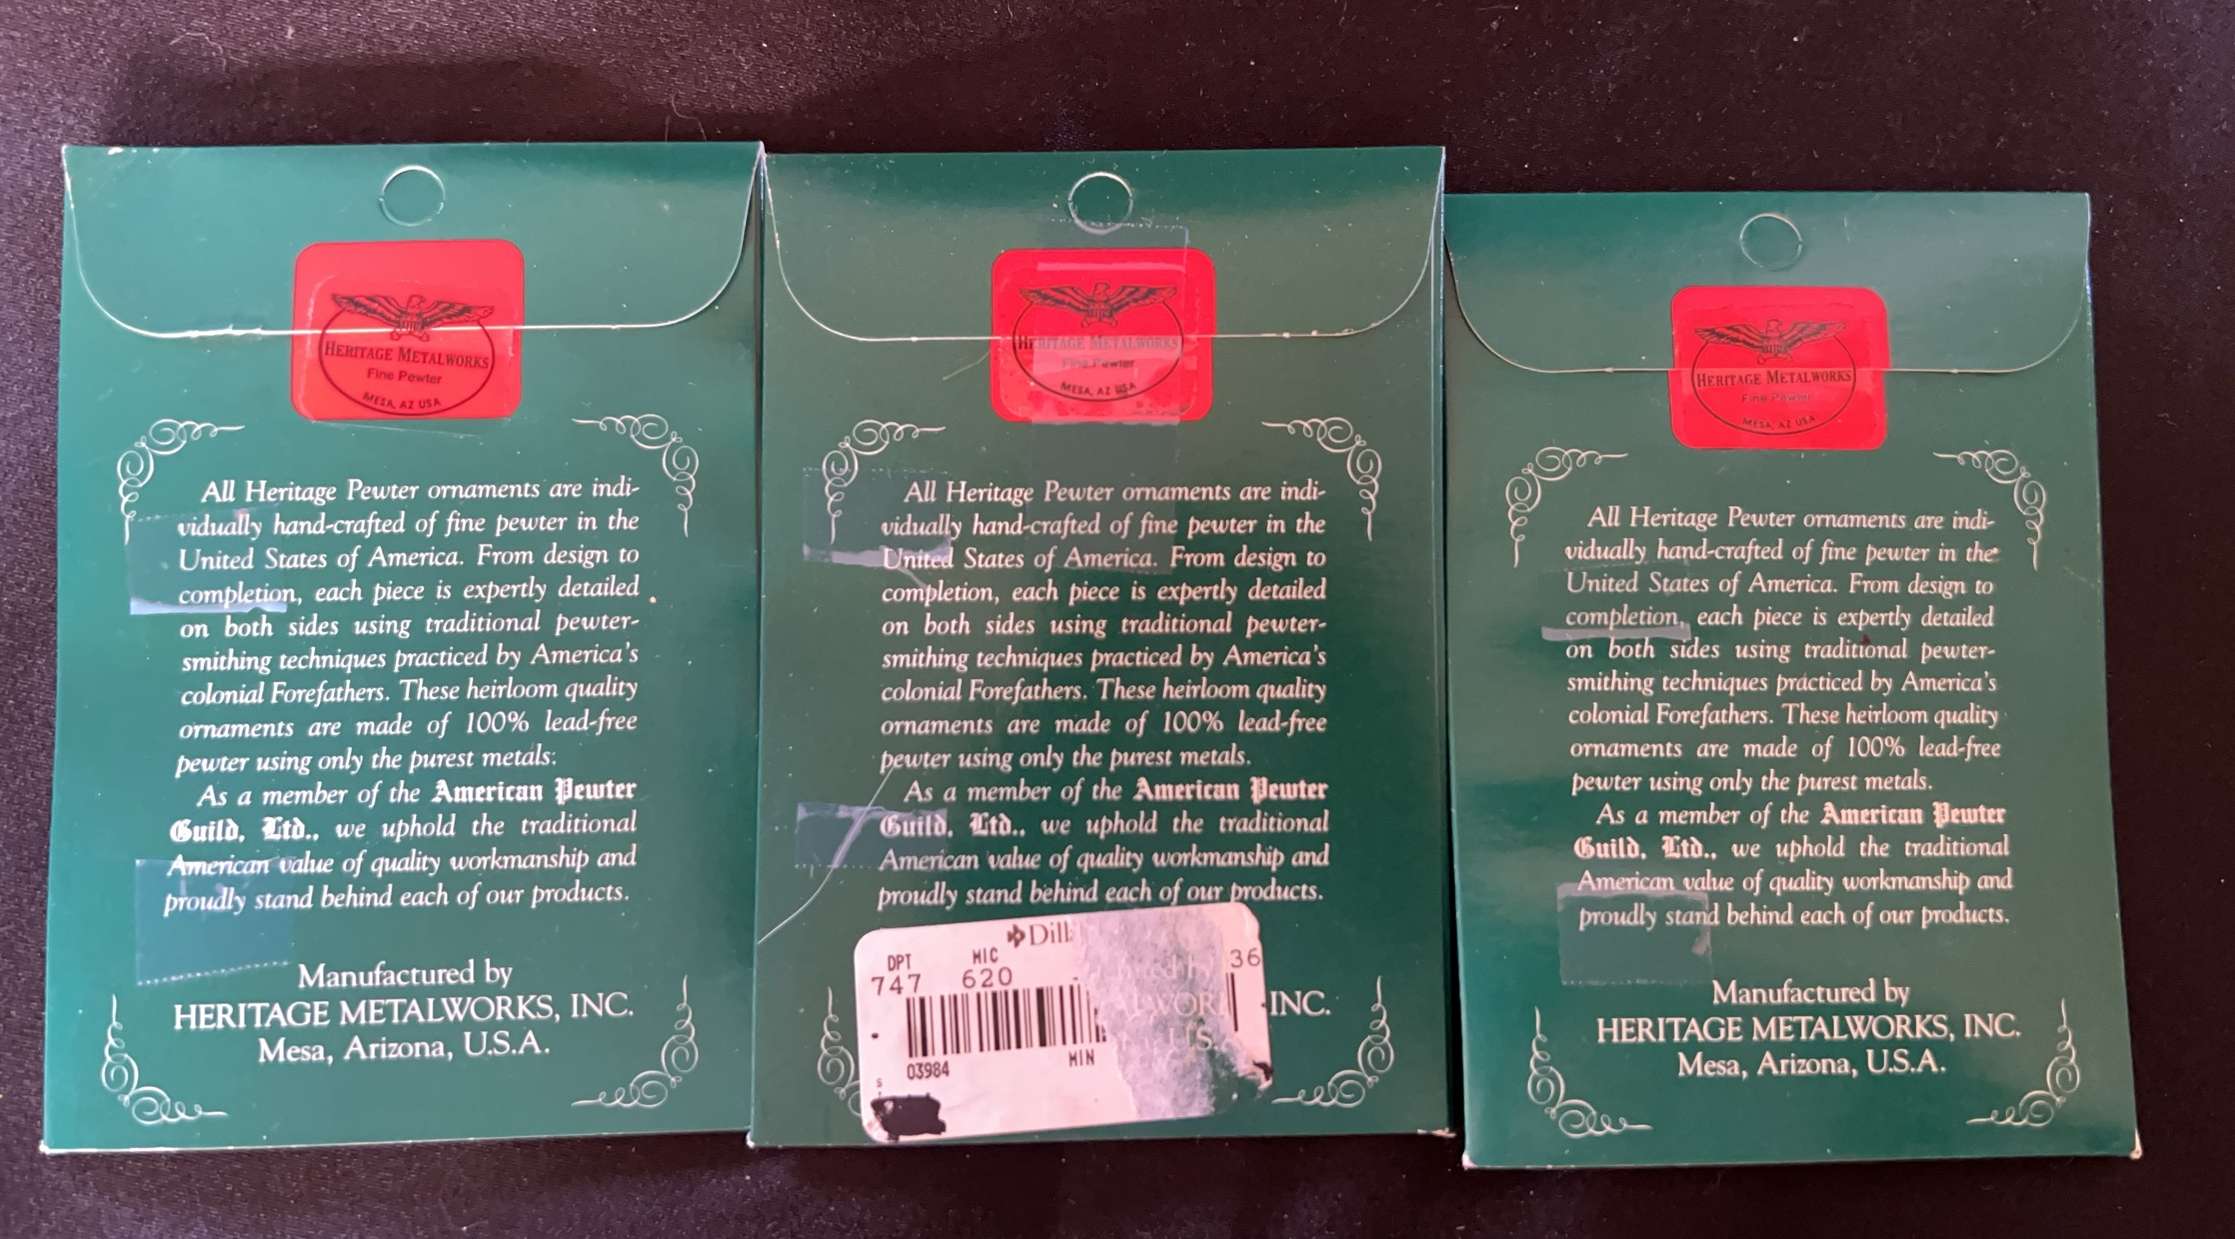 HERITAGE METALWORKS
Fine Pewter
MESA, AZ USA
All Heritage Pewter ornaments are indi-
vidually hand-crafted of fine pewter in the
United States of America. From design to
completion, each piece is expertly detailed
on both sides using traditional pewter-
smithing techniques practiced by America's
colonial Forefathers. These heirloom quality
ornaments are made of 100% lead-free
pewter using only the purest metals.
As a member of the American Pewter
Guild, Ltd., we uphold the traditional
American value of quality workmanship and
proudly stand behind each of our products.
Manufactured by
HERITAGE METALWORKS, INC.
Mesa, Arizona, U.S.A.
HERITAGE METALWORKS
Fine Pewter
MESA, AZ USA
All Heritage Pewter ornaments are indi-
vidually hand-crafted of fine pewter in the
United States of America. From design to
completion, each piece is expertly detailed
on both sides using traditional pewter-
smithing techniques practiced by America's
colonial Forefathers. These heirloom quality
ornaments are made of 100% lead-free
pewter using only the purest metals.
As a member of the American Pewter
Guild, Ltd., we uphold the traditional
American value of quality workmanship and
proudly stand behind each of our products.
Dill
DPT MIC
747 620 36
INC.
03984 MIN
S
HERITAGE METALWORKS
Fine Pewter
MESA, AZ USA
All Heritage Pewter ornaments are indi-
vidually hand-crafted of fine pewter in the
United States of America. From design to
completion, each piece is expertly detailed
on both sides using traditional pewter-
smithing techniques practiced by America's
colonial Forefathers. These heirloom quality
ornaments are made of 100% lead-free
pewter using only the purest metals.
As a member of the American Pewter
Guild, Ltd., we uphold the traditional
American value of quality workmanship and
proudly stand behind each of our products.
Manufactured by
HERITAGE METALWORKS, INC.
Mesa, Arizona, U.S.A.